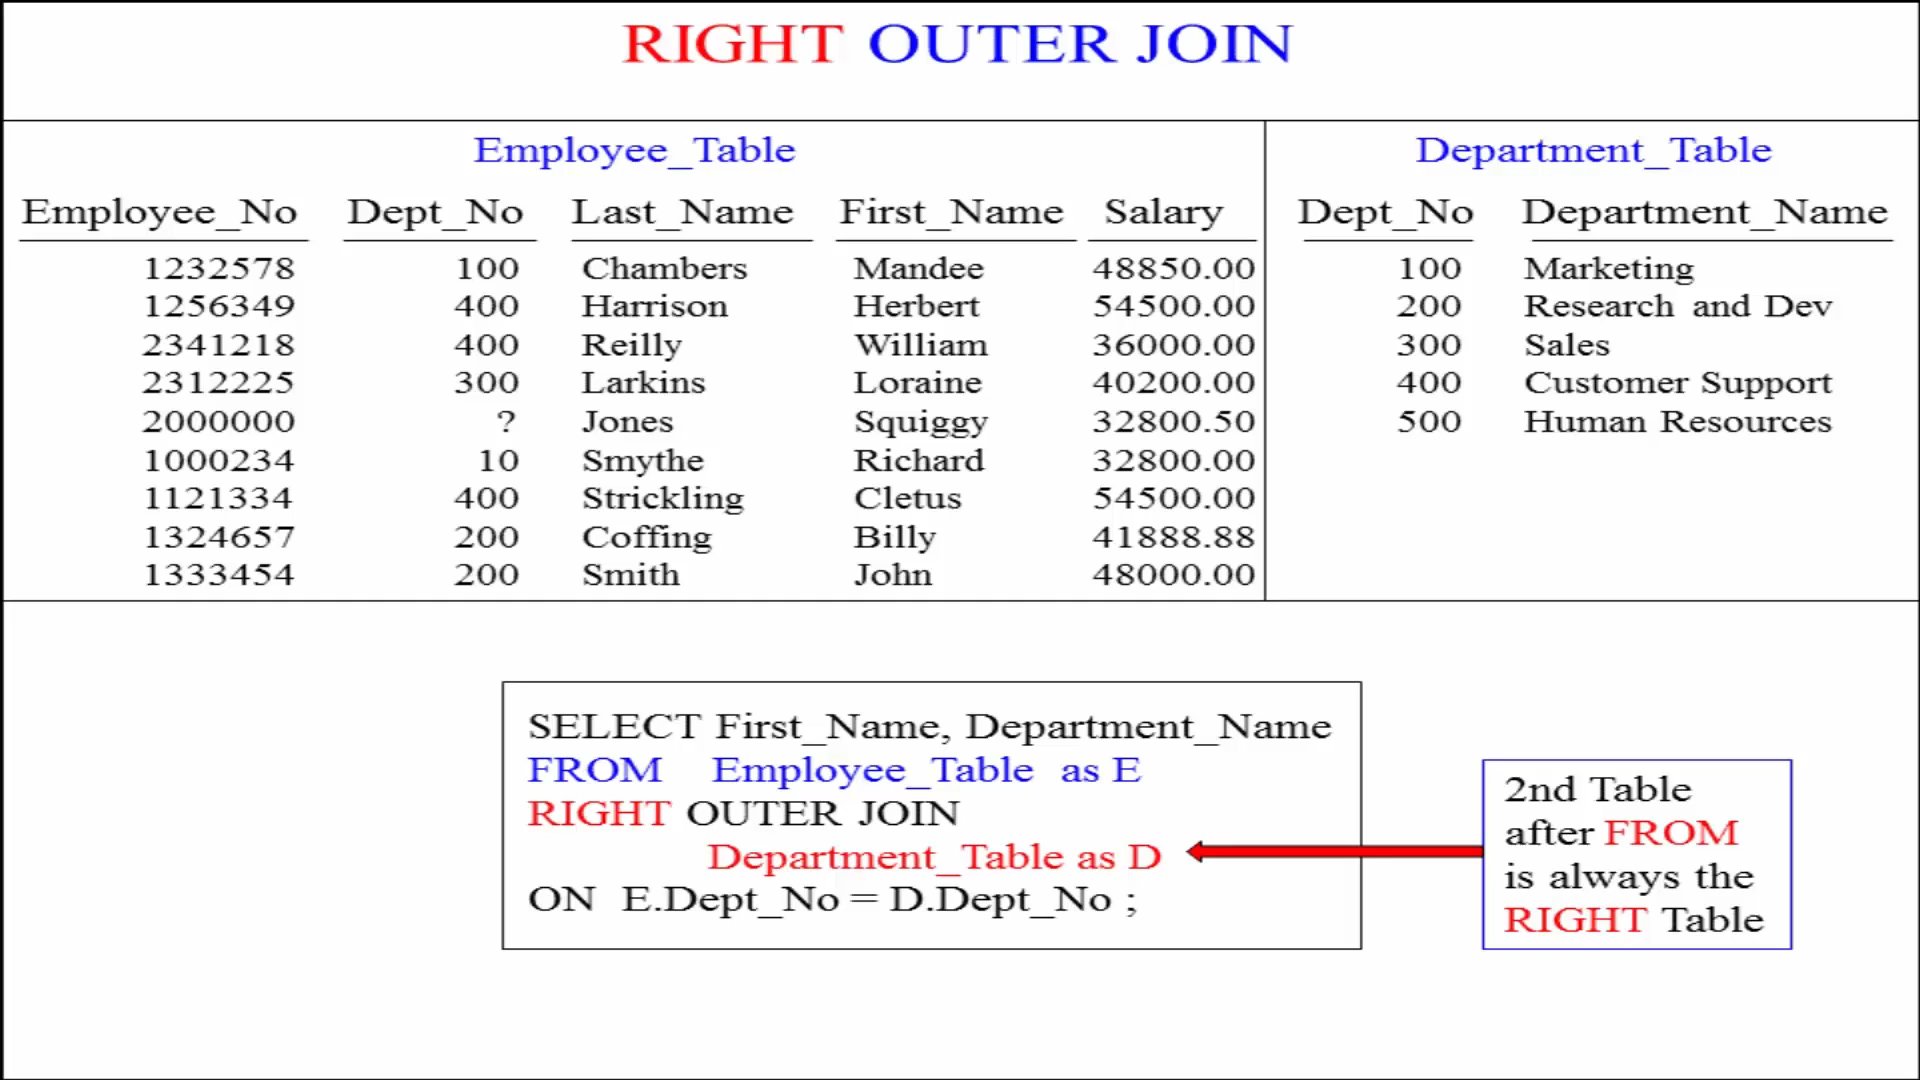 RIGHT OUTER JOIN
Employee_Table Department_Table
Employee_No Dept_No Last_Name First_Name Salary Dept_No Department_Name
1232578 100 Chambers Mandee 48850.00 100 Marketing
1256349 400 Harrison Herbert 54500.00 200 Research and Dev
2341218 400 Reilly William 36000.00 300 Sales
2312225 300 Larkins Loraine 40200.00 400 Customer Support
2000000 ? Jones Squiggy 32800.50 500 Human Resources
1000234 10 Smythe Richard 32800.00
1121334 400 Strickling Cletus 54500.00
1324657 200 Coffing Billy 41888.88
1333454 200 Smith John 48000.00
SELECT First_Name, Department_Name
FROM Employee_Table as E
RIGHT OUTER JOIN
Department_Table as D
ON E.Dept_No = D.Dept_No ;
2nd Table
after FROM
is always the
RIGHT Table